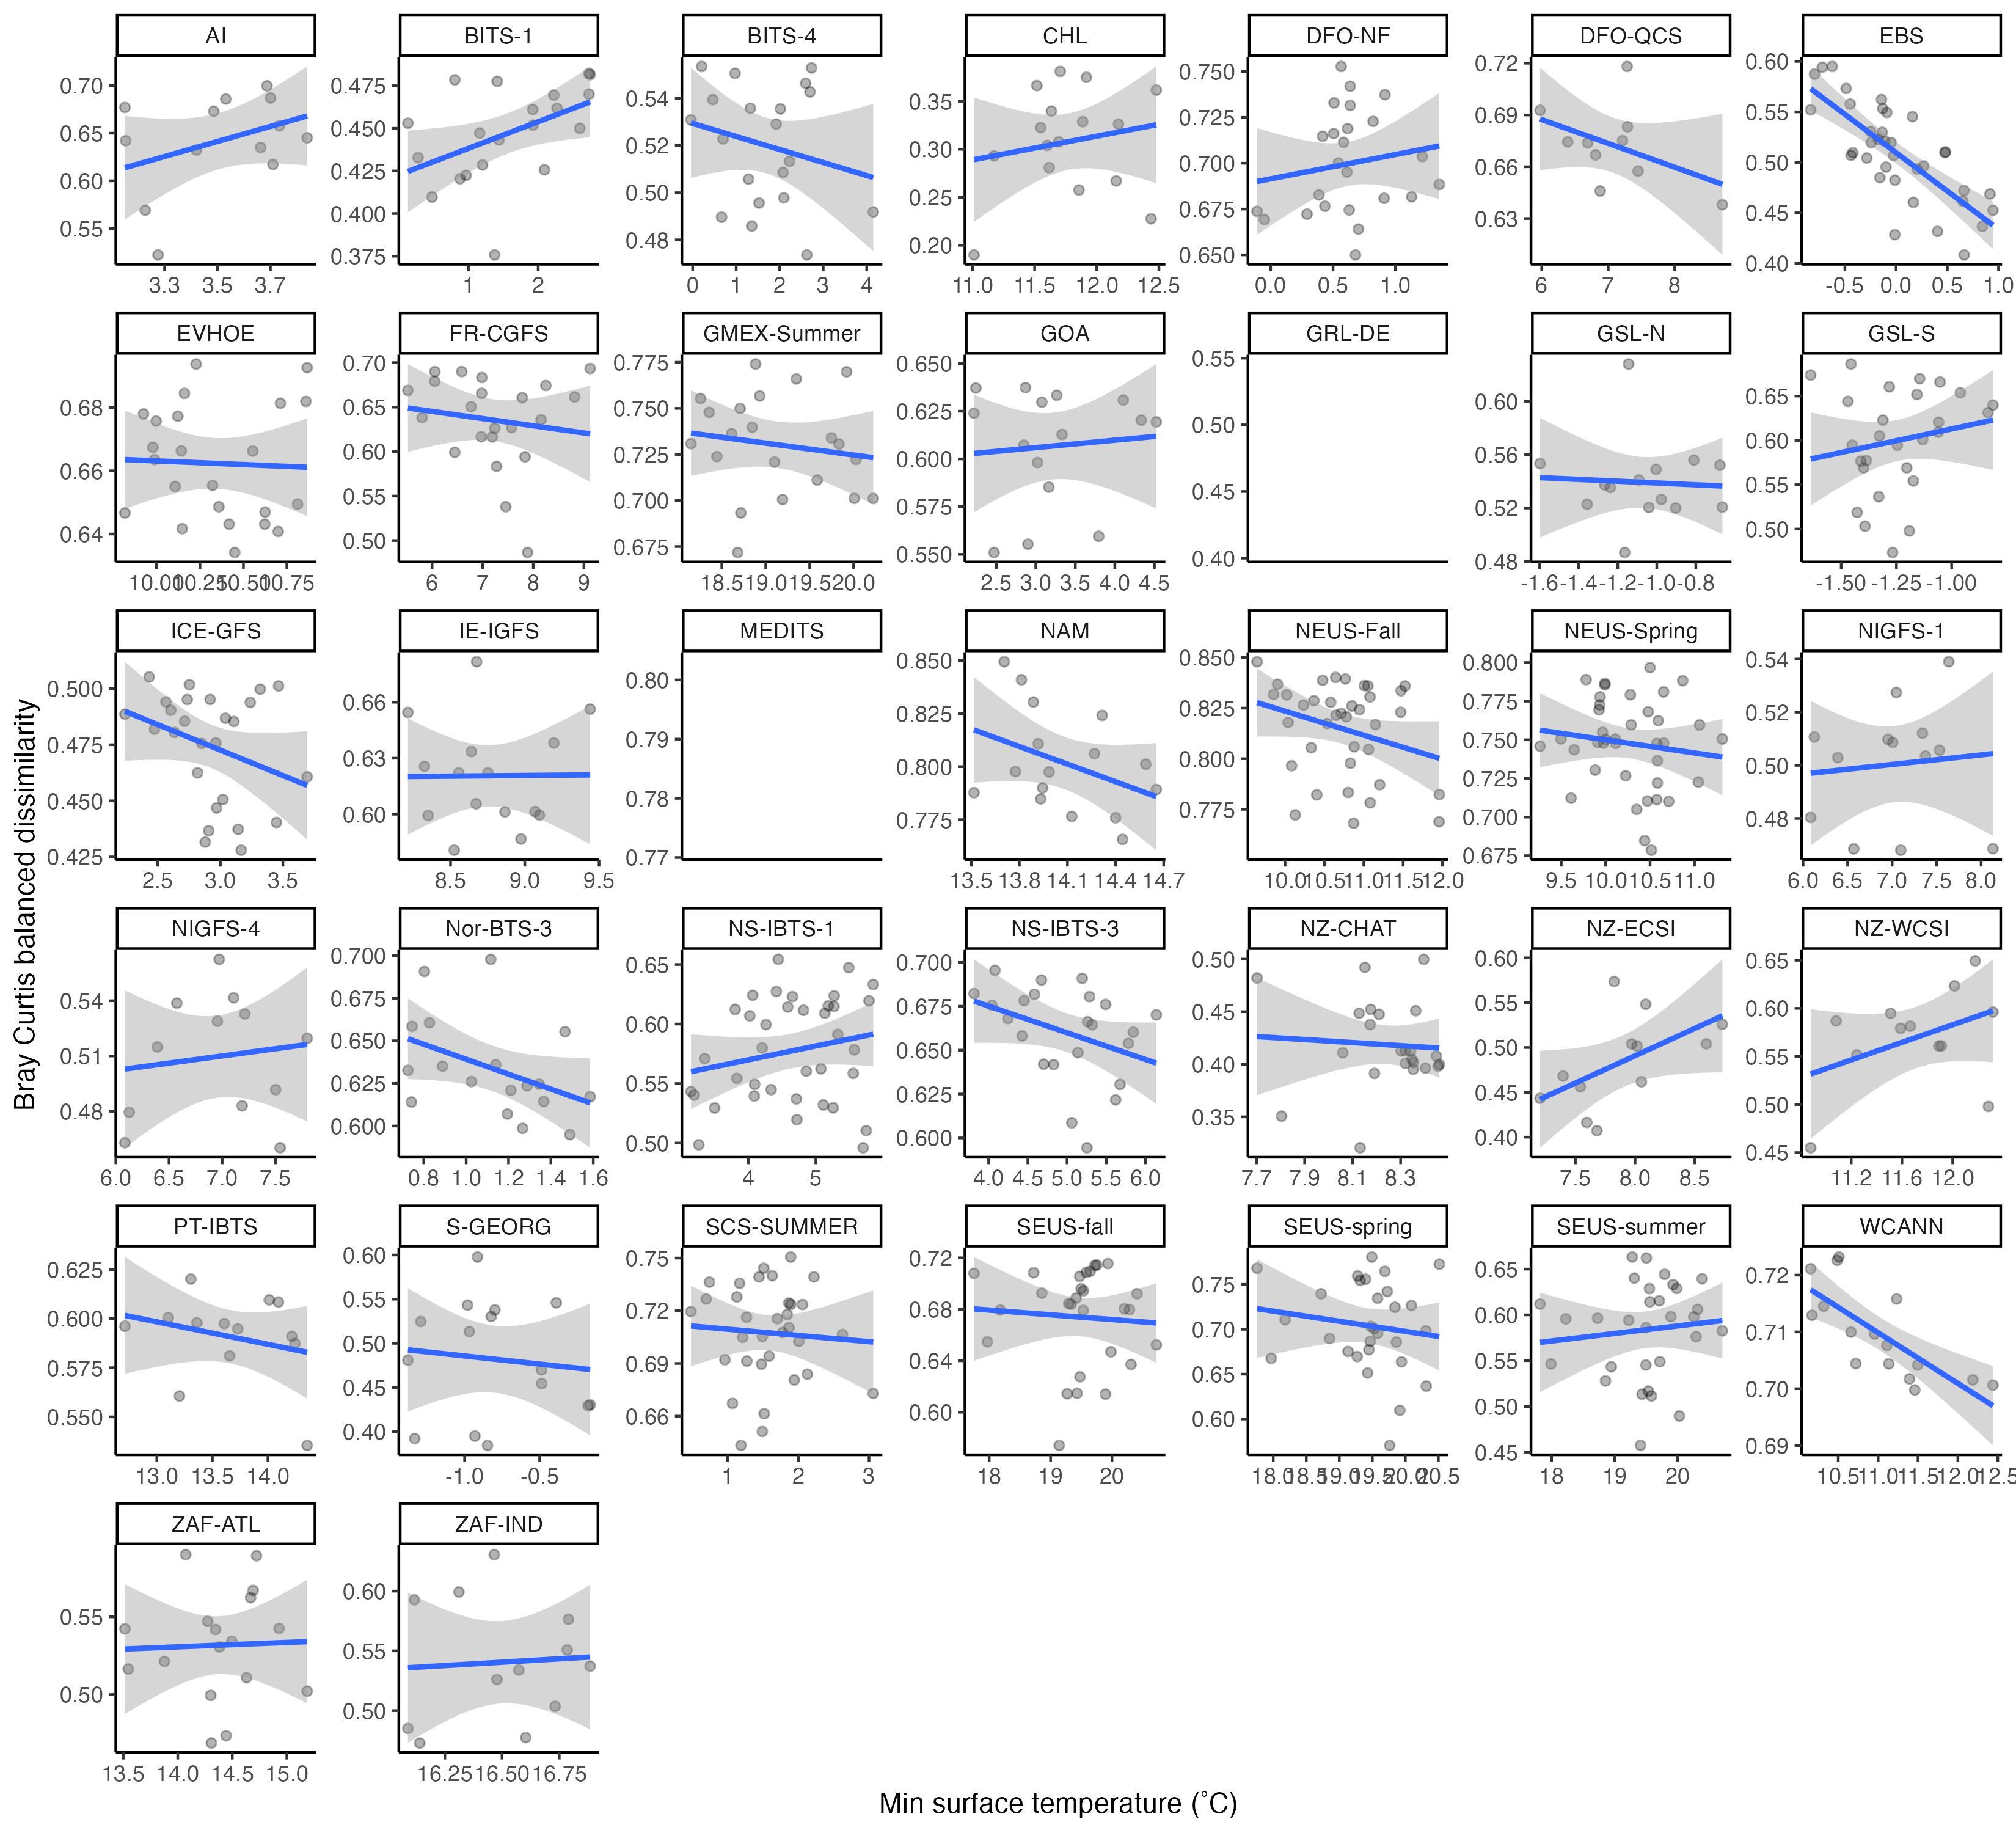 AI BITS-1 BITS-4 CHL DFO-NF DFO-QCS EBS
0.70 0.65 0.60 0.55
3.3 3.5 3.7
0.475 0.450 0.425 0.400 0.375
1 2
0.54 0.52 0.50 0.48
0 1 2 3 4
0.35 0.30 0.25 0.20
11.0 11.5 12.0 12.5
0.750 0.725 0.700 0.675 0.650
0.0 0.5 1.0
0.72 0.69 0.66 0.63
6 7 8
0.60 0.55 0.50 0.45 0.40
-0.5 0.0 0.5 1.0
EVHOE FR-CGFS GMEX-Summer GOA GRL-DE GSL-N GSL-S
0.68 0.66 0.64
10.00 10.25 10.50 10.75
0.70 0.65 0.60 0.55 0.50
6 7 8 9
0.775 0.750 0.725 0.700 0.675
18.5 19.0 19.5 20.0
0.650 0.625 0.600 0.575 0.550
2.5 3.0 3.5 4.0 4.5
0.55 0.50 0.45 0.40
0.60 0.56 0.52 0.48
-1.6 -1.4 -1.2 -1.0 -0.8
0.65 0.60 0.55 0.50
-1.50 -1.25 -1.00
ICE-GFS IE-IGFS MEDITS NAM NEUS-Fall NEUS-Spring NIGFS-1
0.500 0.475 0.450 0.425
2.5 3.0 3.5
0.66 0.63 0.60
8.5 9.0 9.5
0.80 0.79 0.78 0.77
0.850 0.825 0.800 0.775
13.5 13.8 14.1 14.4 14.7
0.850 0.825 0.800 0.775
10.0 10.5 11.0 11.5 12.0
0.800 0.775 0.750 0.725 0.700 0.675
9.5 10.0 10.5 11.0
0.54 0.52 0.50 0.48
6.0 6.5 7.0 7.5 8.0
Bray Curtis balanced dissimilarity
NIGFS-4 Nor-BTS-3 NS-IBTS-1 NS-IBTS-3 NZ-CHAT NZ-ECSI NZ-WCSI
0.54 0.51 0.48
6.0 6.5 7.0 7.5
0.700 0.675 0.650 0.625 0.600
0.8 1.0 1.2 1.4 1.6
0.65 0.60 0.55 0.50
4 5
0.700 0.675 0.650 0.625 0.600
4.0 4.5 5.0 5.5 6.0
0.50 0.45 0.40 0.35
7.7 7.9 8.1 8.3
0.60 0.55 0.50 0.45 0.40
7.5 8.0 8.5
0.65 0.60 0.55 0.50 0.45
11.2 11.6 12.0
PT-IBTS S-GEORG SCS-SUMMER SEUS-fall SEUS-spring SEUS-summer WCANN
0.625 0.600 0.575 0.550
13.0 13.5 14.0
0.60 0.55 0.50 0.45 0.40
-1.0 -0.5
0.75 0.72 0.69 0.66
1 2 3
0.72 0.68 0.64 0.60
18 19 20
0.75 0.70 0.65 0.60
18.0 18.5 19.0 19.5 20.0 20.5
0.65 0.60 0.55 0.50 0.45
18 19 20
0.72 0.71 0.70 0.69
10.5 11.0 11.5 12.0 12.5
ZAF-ATL ZAF-IND
0.55 0.50
13.5 14.0 14.5 15.0
0.60 0.55 0.50
16.25 16.50 16.75
Min surface temperature (˚C)